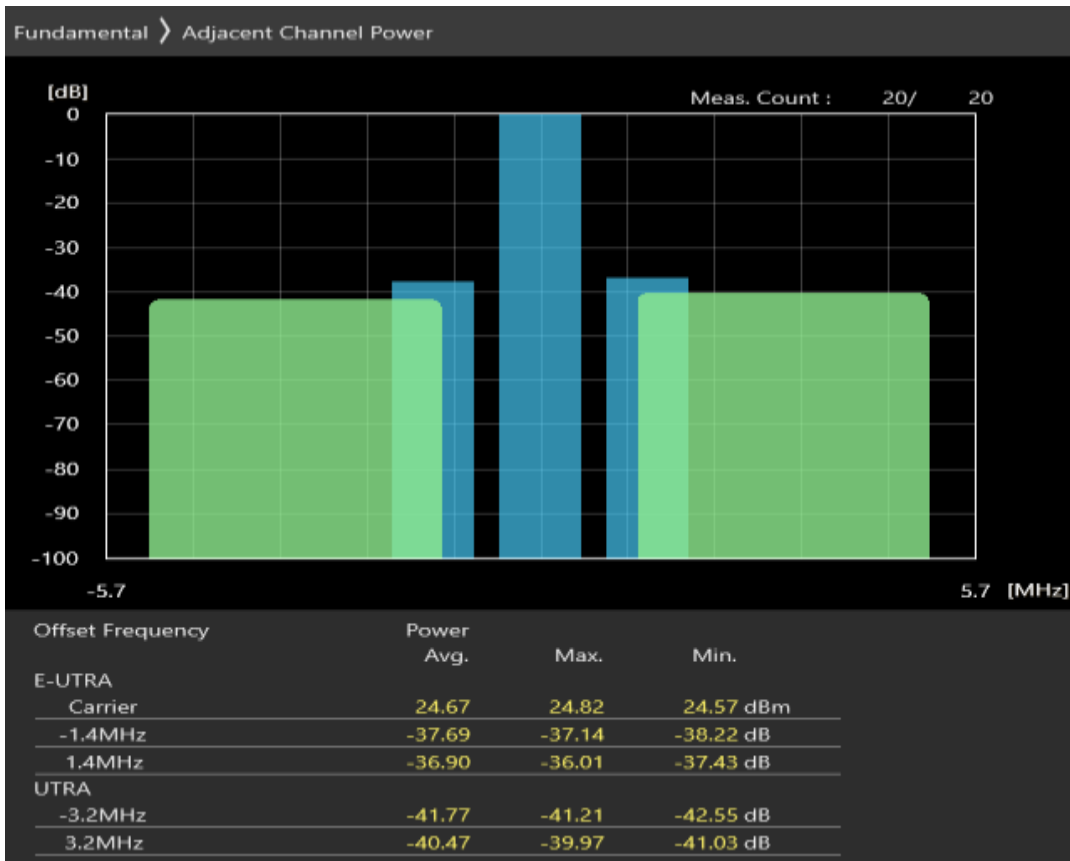 Fundamental 〉 Adjacent Channel Power
[dB]
Meas. Count : 20/ 20
0
-10
-20
-30
-40
-50
-60
-70
-80
-90
-100
-5.7 5.7 [MHz]
Offset Frequency Power
Avg. Max. Min.
E-UTRA
Carrier 24.67 24.82 24.57 dBm
-1.4MHz -37.69 -37.14 -38.22 dB
1.4MHz -36.90 -36.01 -37.43 dB
UTRA
-3.2MHz -41.77 -41.21 -42.55 dB
3.2MHz -40.47 -39.97 -41.03 dB